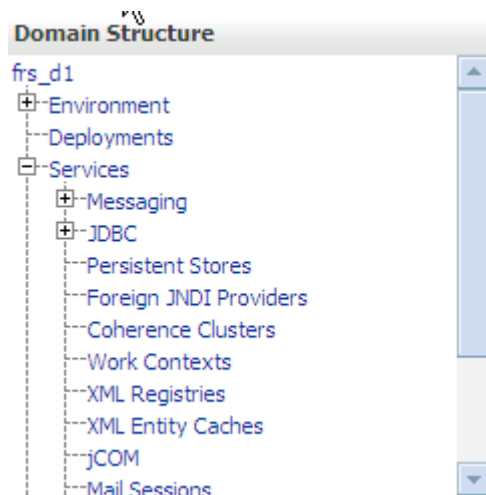 Domain Structure
frs_d1
Environment
Deployments
Services
Messaging
JDBC
Persistent Stores
Foreign JNDI Providers
Coherence Clusters
Work Contexts
XML Registries
XML Entity Caches
jCOM
Mail Sessions